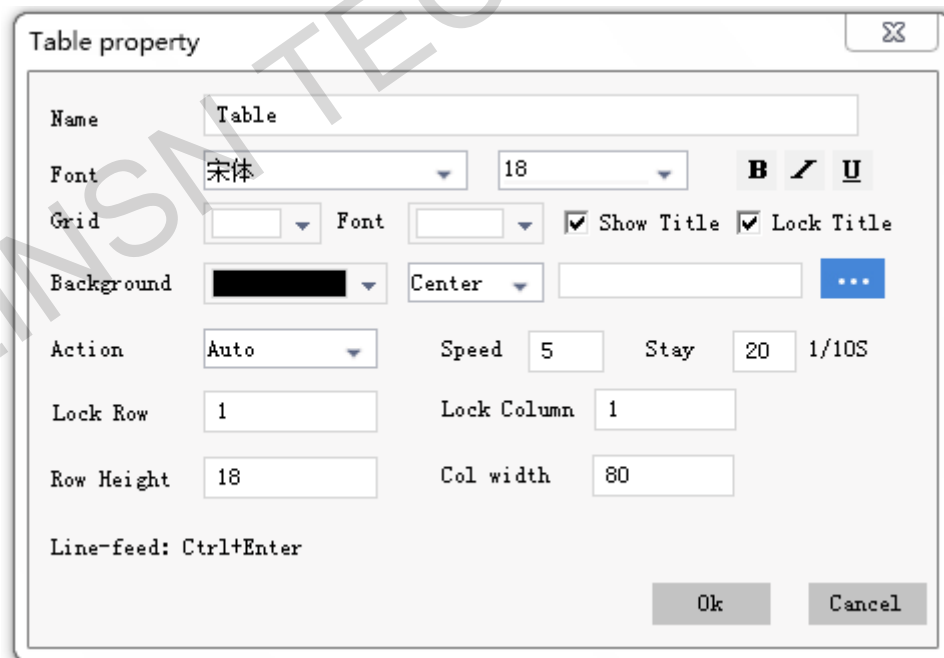 Table property
Name Table
Font 宋体 18 B I U
Grid Font Show Title Lock Title
Background Center ...
Action Auto Speed 5 Stay 20 1/10S
Lock Row 1 Lock Column 1
Row Height 18 Col width 80
Line-feed: Ctrl+Enter
Ok Cancel